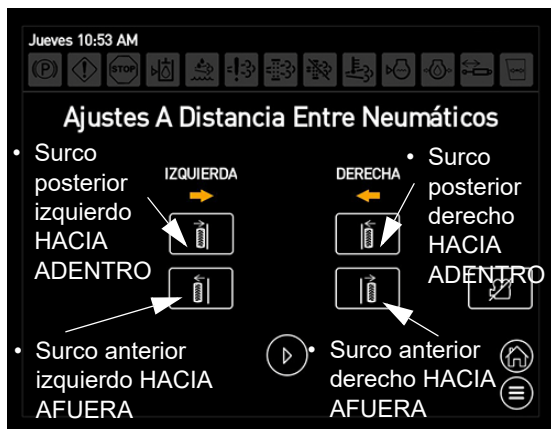 Jueves 10:53 AM
(P)
STOP
Ajustes A Distancia Entre Neumáticos
• Surco
posterior
izquierdo
HACIA
ADENTRO
IZQUIERDA
DERECHA
• Surco
posterior
derecho
HACIA
ADENTRO
• Surco anterior
izquierdo HACIA
AFUERA
• Surco anterior
derecho HACIA
AFUERA